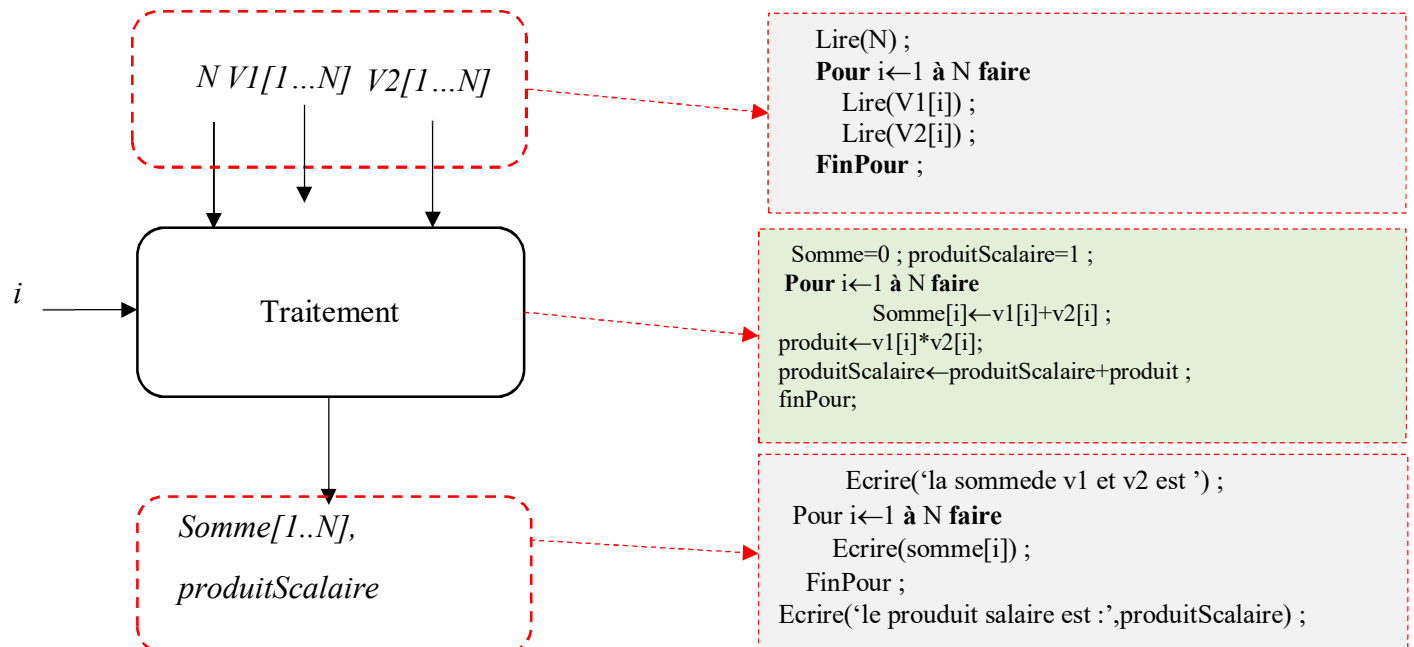 N V1[1…N] V2[1…N]
Lire(N) ;
Pour i←1 à N faire
Lire(V1[i]) ;
Lire(V2[i]) ;
FinPour ;
i
Traitement
Somme=0 ; produitScalaire=1 ;
Pour i←1 à N faire
Somme[i]←v1[i]+v2[i] ;
produit←v1[i]*v2[i];
produitScalaire←produitScalaire+produit ;
finPour;
Somme[1..N],
produitScalaire
Ecrire(‘la sommede v1 et v2 est ’) ;
Pour i←1 à N faire
Ecrire(somme[i]) ;
FinPour ;
Ecrire(‘le prouduit salaire est :’,produitScalaire) ;